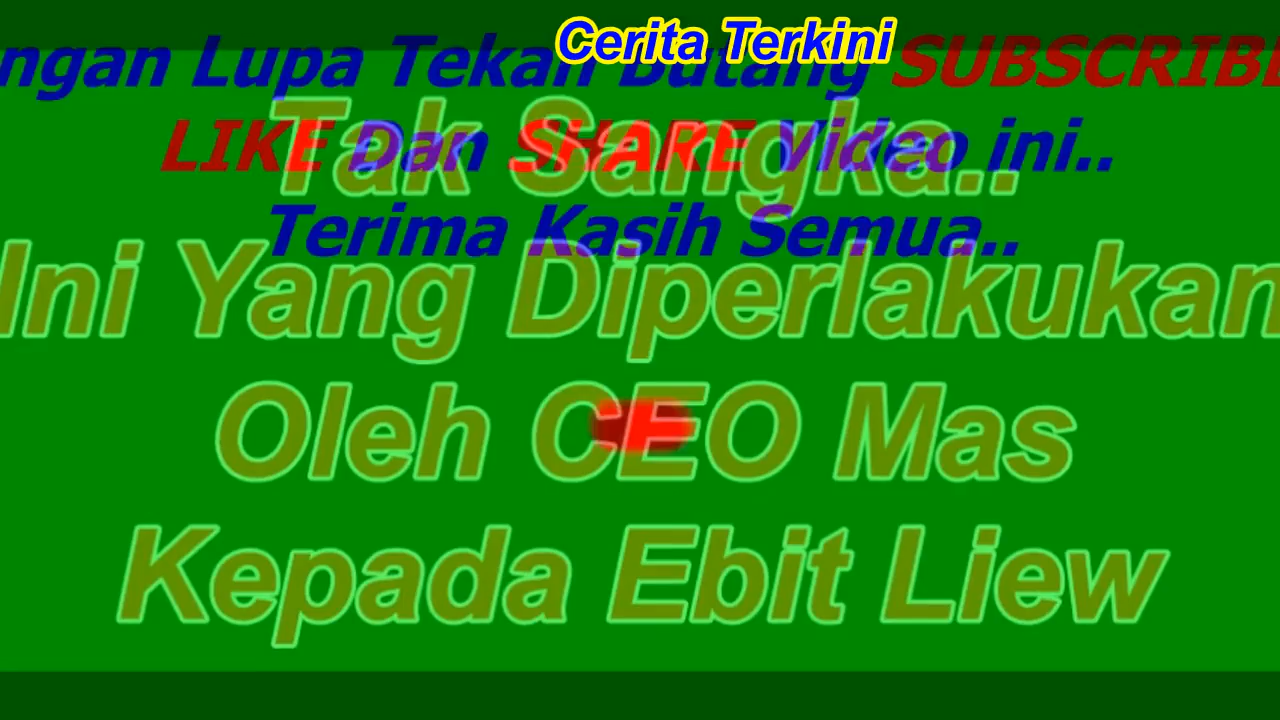 Cerita Terkini
ngan Lupa Tekan Butang SUBSCRIBE
LIKE Dan SHARE Video ini..
Terima Kasih Semua..
Tak Sangka..
Ini Yang Diperlakukan
Oleh CEO Mas
Kepada Ebit Liew